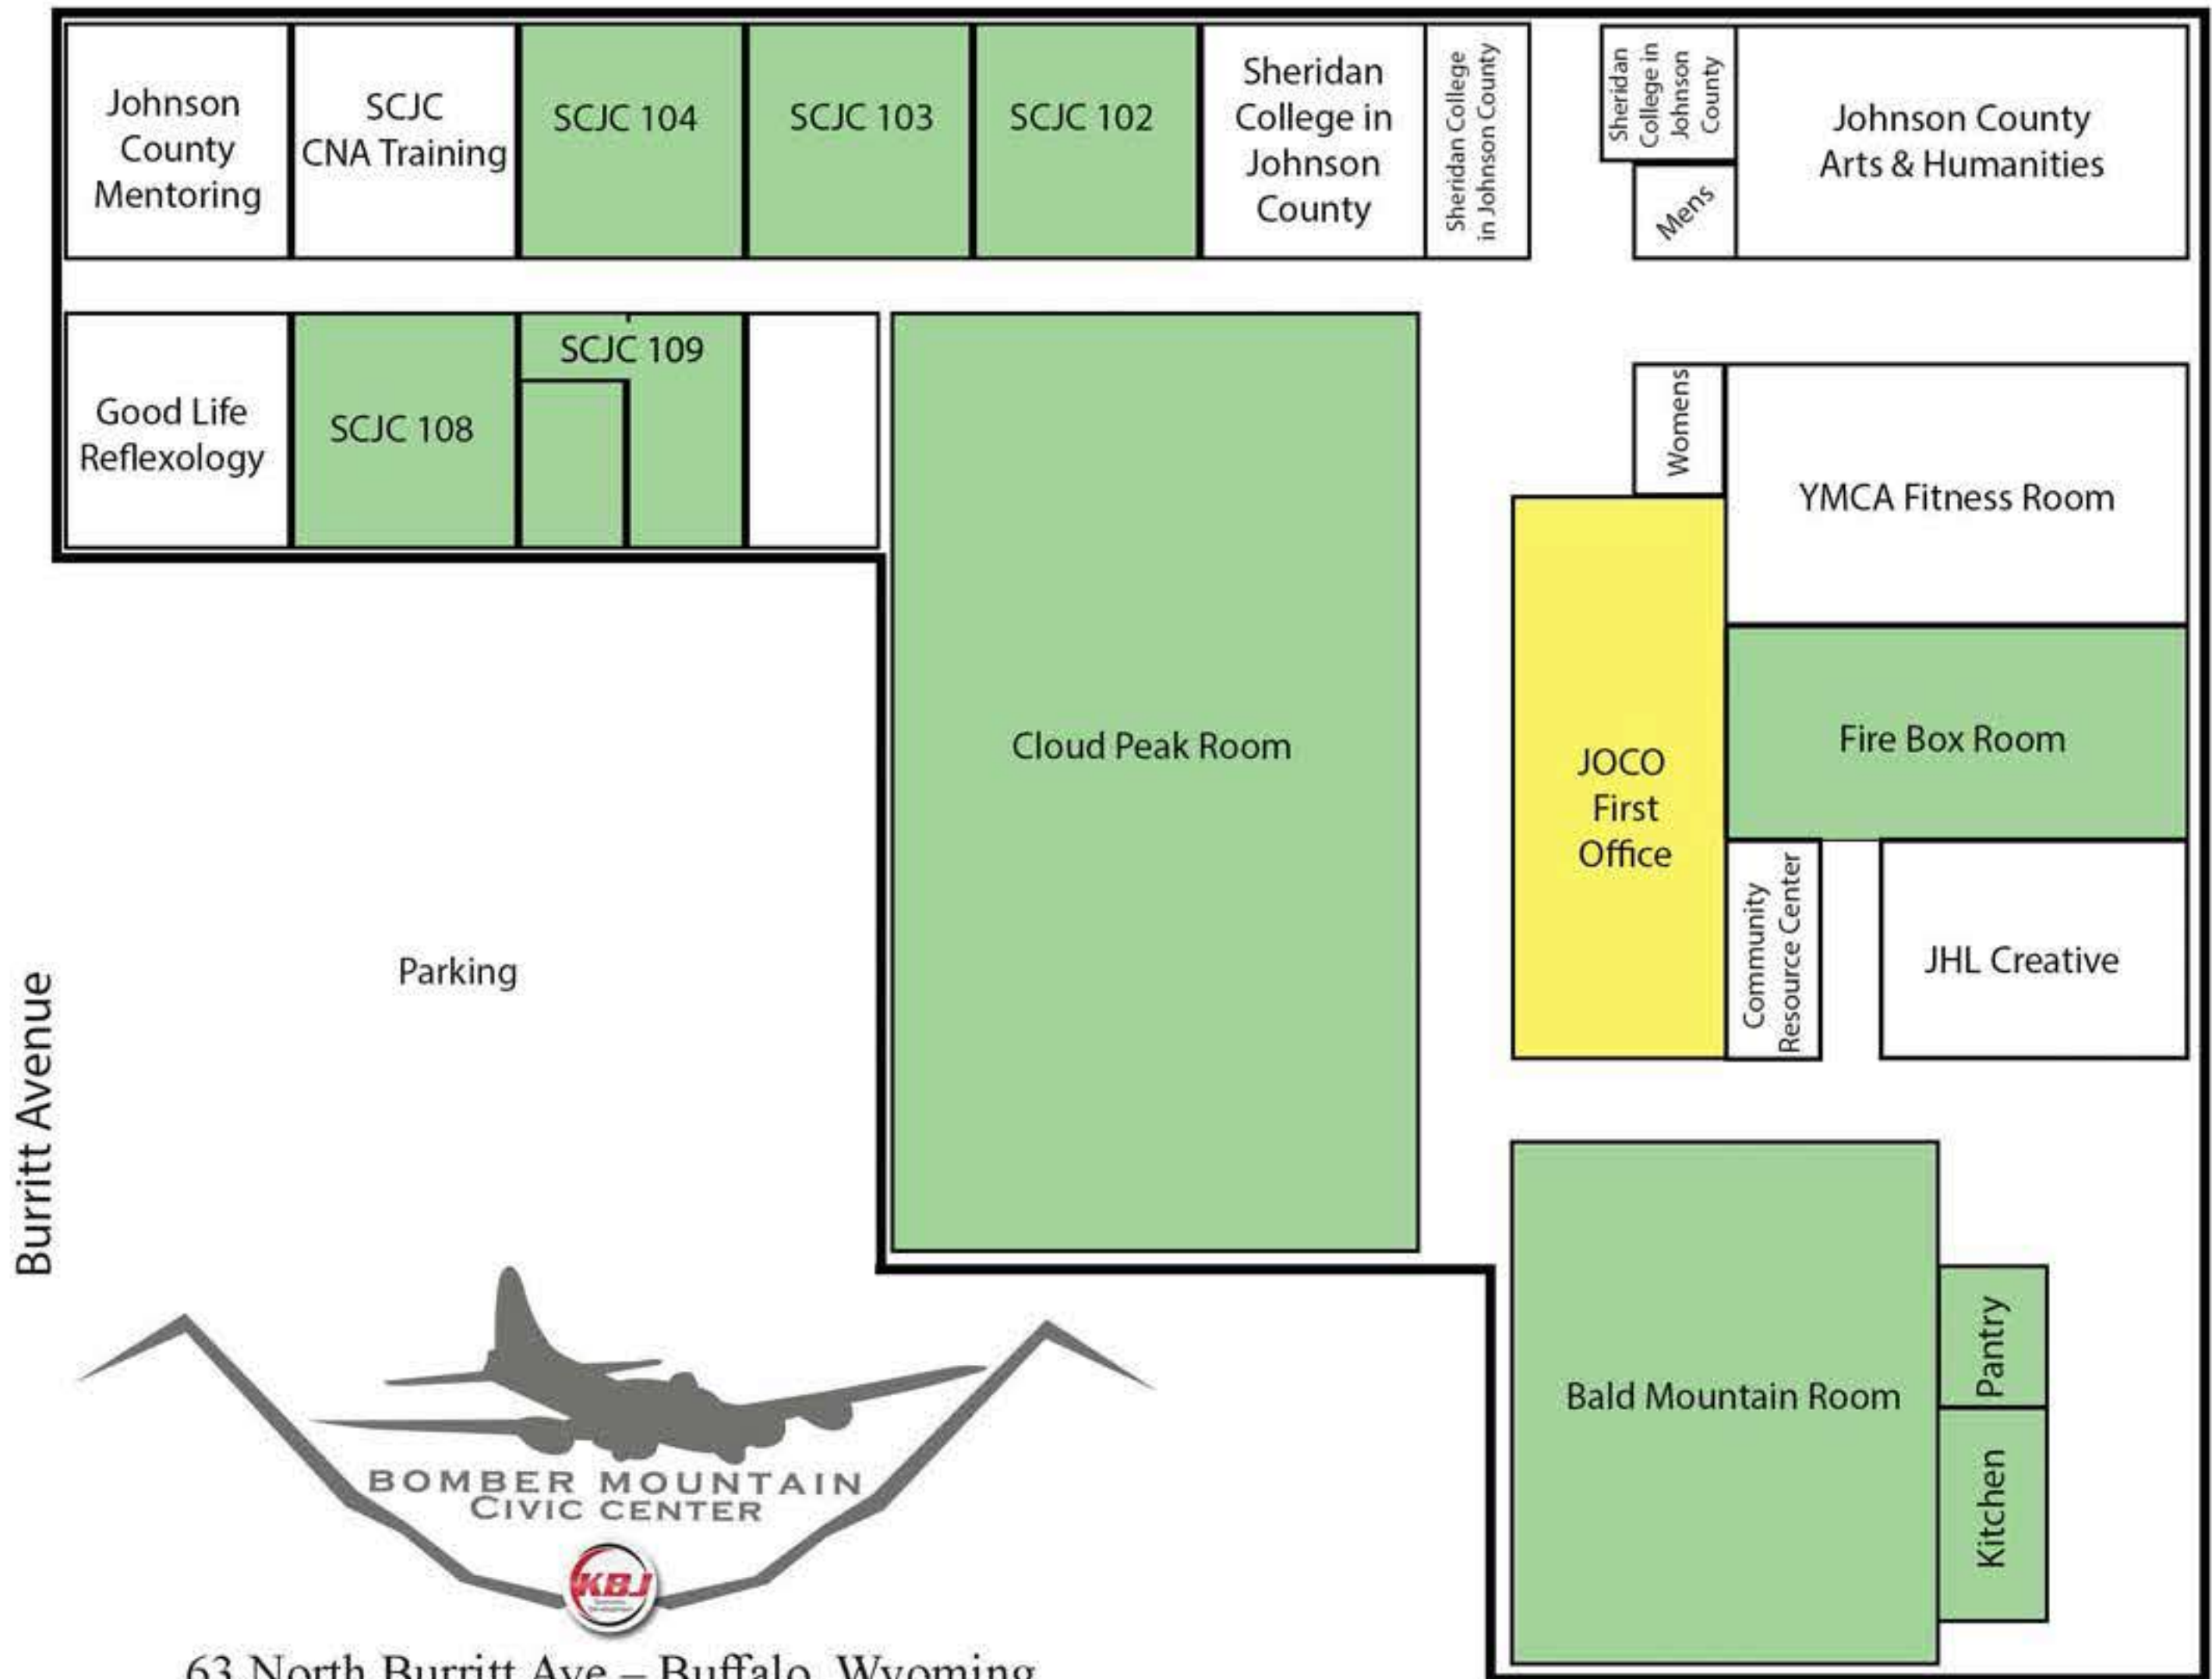 Johnson
County
Mentoring
SCJC
CNA Training
SCJC 104
SCJC 103
SCJC 102
Sheridan
College in
Johnson
County
Sheridan College
in Johnson County
Sheridan
College in
Johnson
County
Mens
Johnson County
Arts & Humanities
Good Life
Reflexology
SCJC 108
SCJC 109
Cloud Peak Room
Womens
YMCA Fitness Room
JOCO
First
Office
Fire Box Room
Community
Resource Center
JHL Creative
Parking
Burritt Avenue
Bald Mountain Room
Pantry
Kitchen
BOMBER MOUNTAIN
CIVIC CENTER
KBJ
63 North Burritt Ave – Buffalo, Wyoming